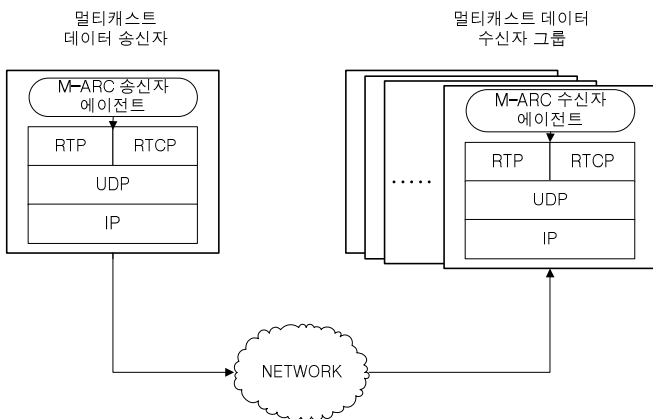 멀티캐스트
데이터 송신자
M-ARC 송신자
에이전트
RTP
RTCP
UDP
IP
멀티캐스트 데이터
수신자 그룹
.....
M-ARC 수신자
에이전트
RTP
RTCP
UDP
IP
NETWORK